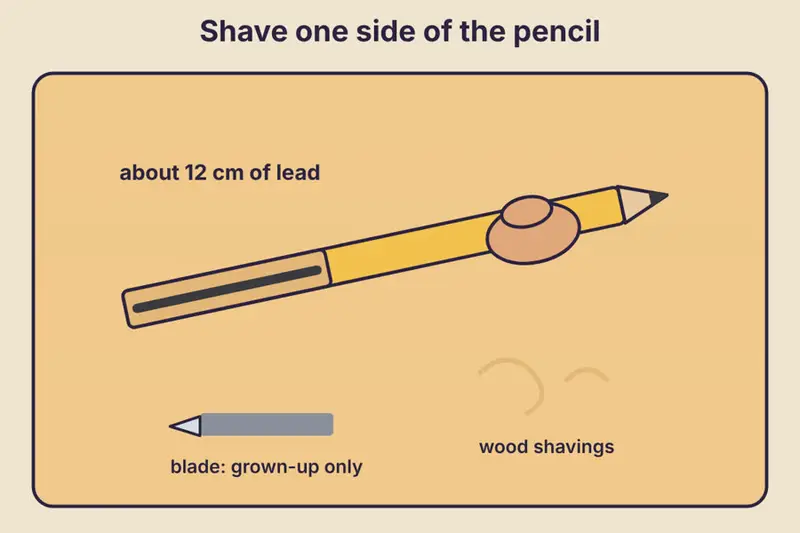 Shave one side of the pencil
about 12 cm of lead
blade: grown-up only
wood shavings